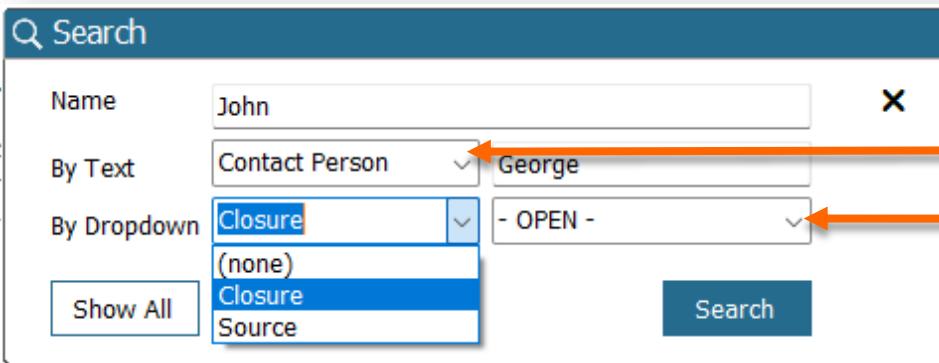 Search
Name John
By Text Contact Person George
By Dropdown Closure - OPEN -
(none)
Closure
Source
Show All Search